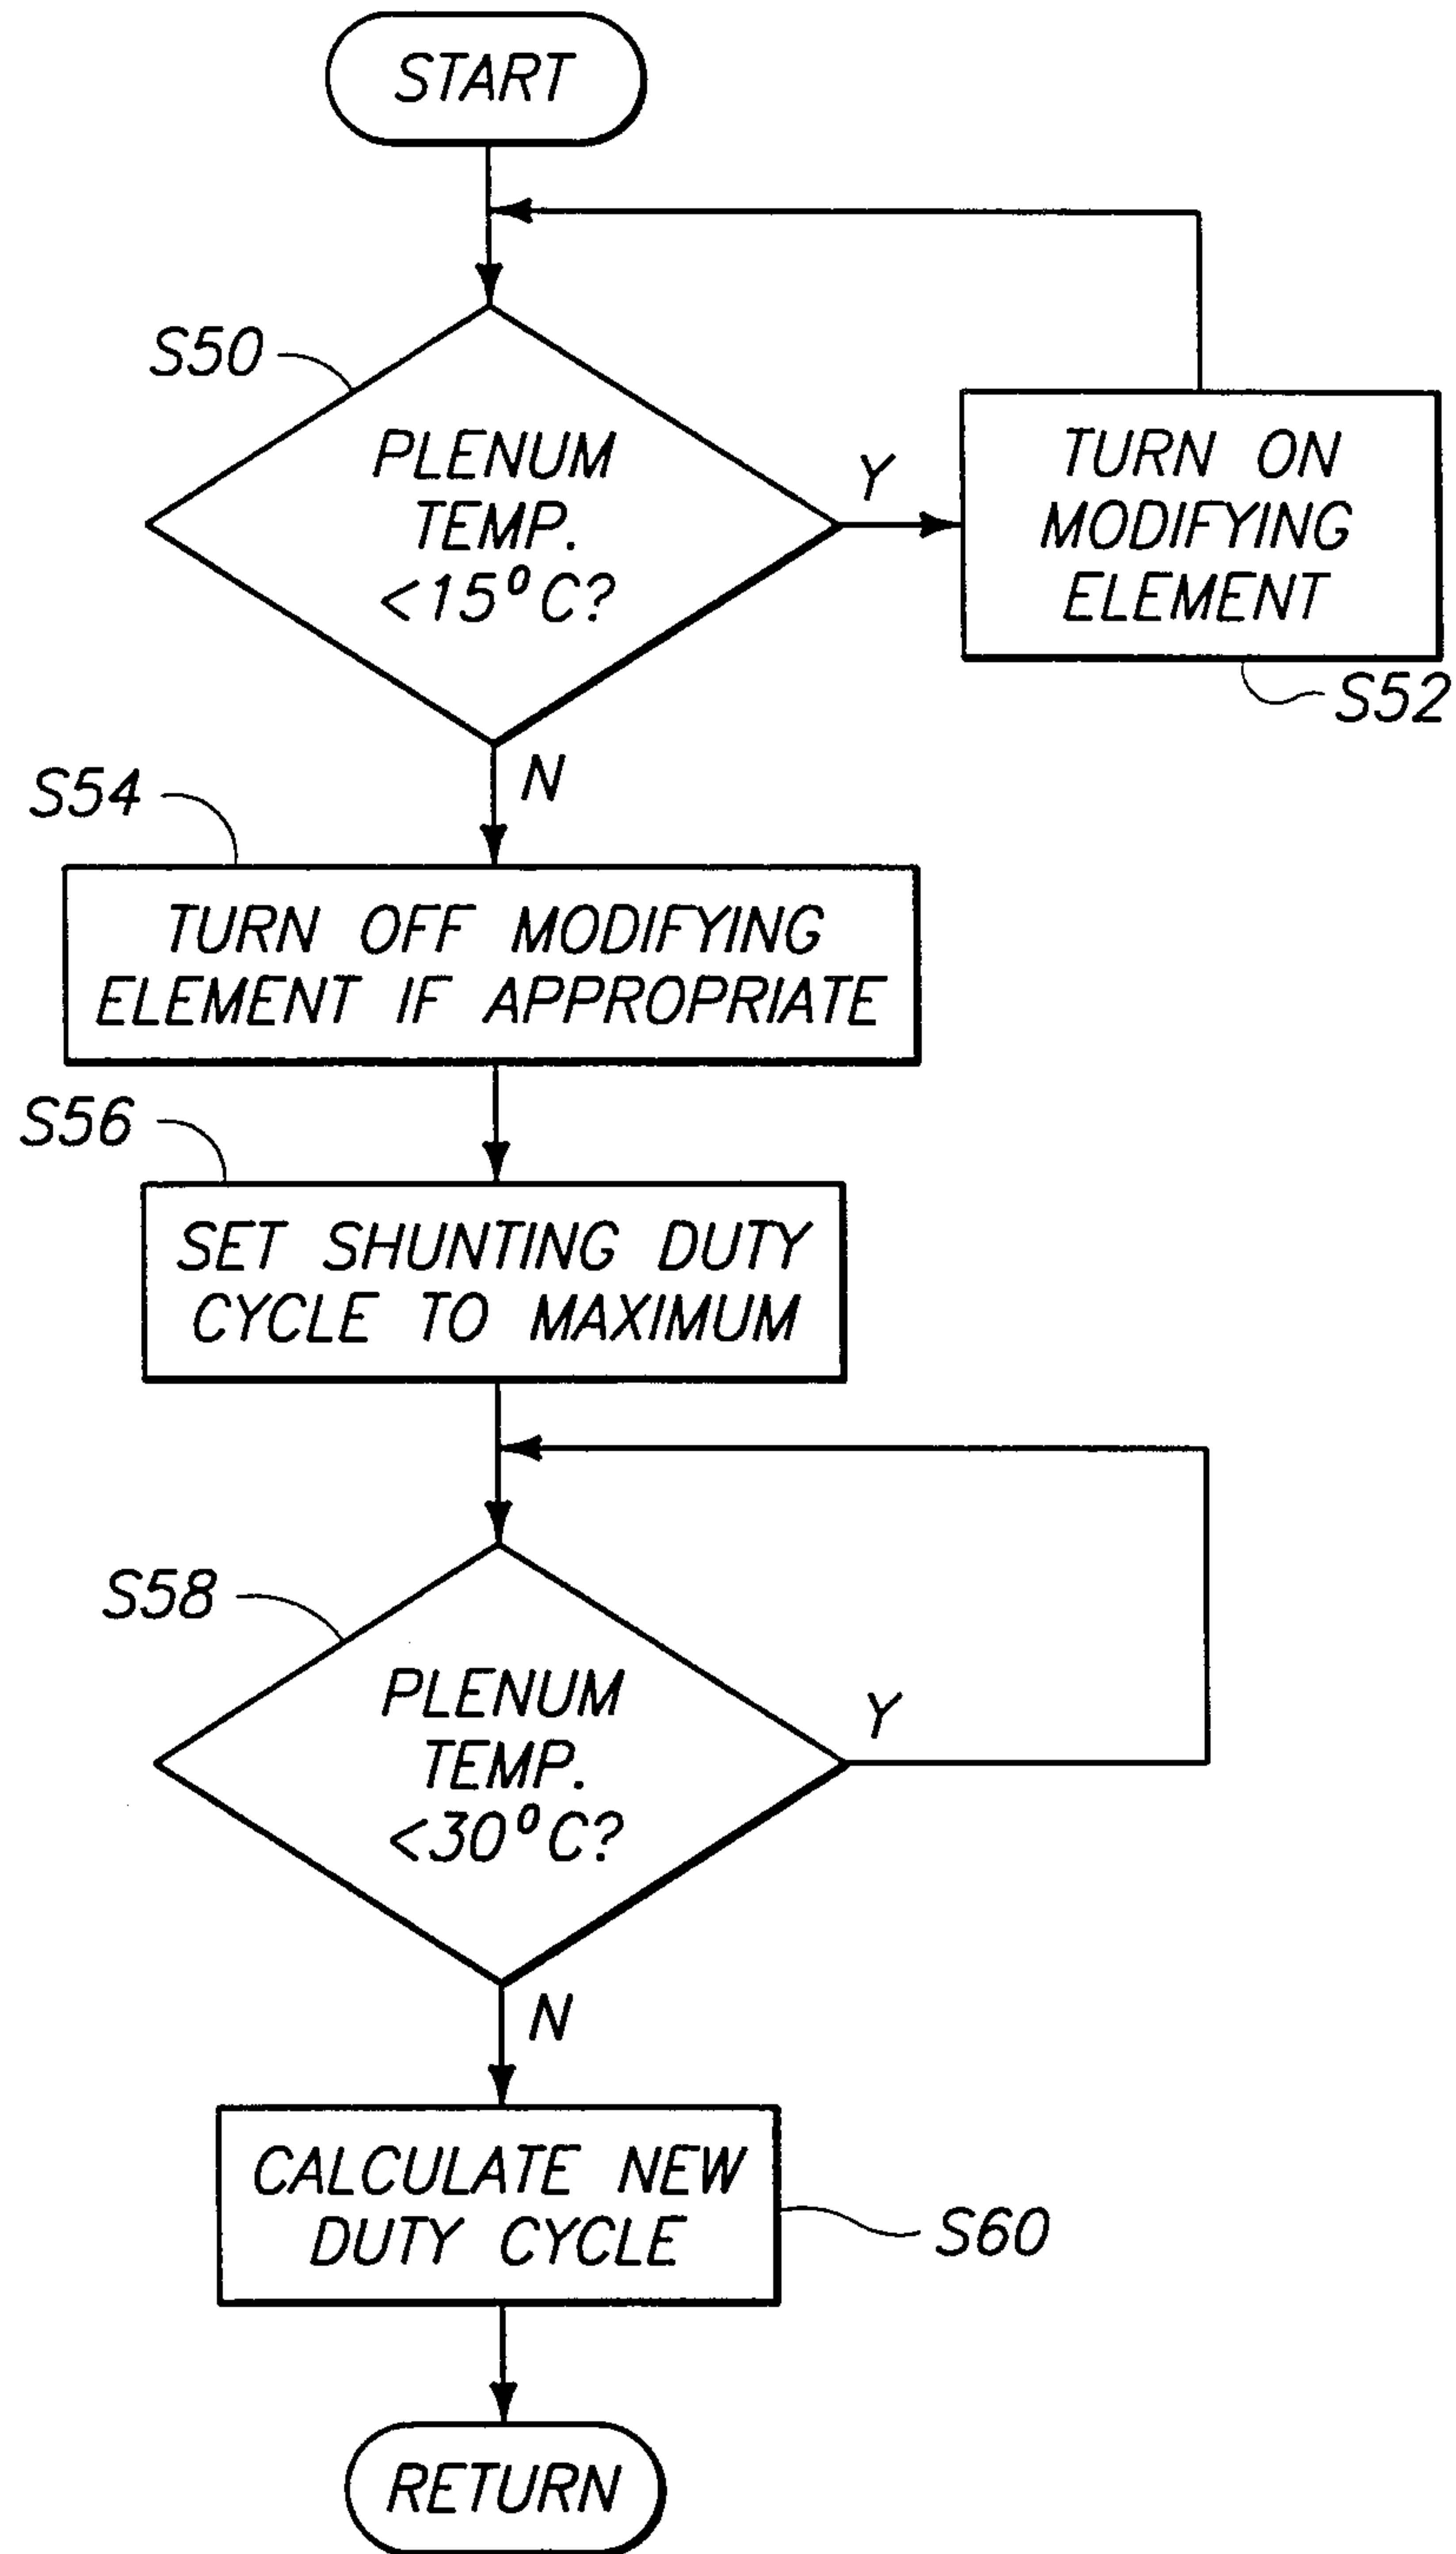 START
S50
PLENUM
TEMP.
<15°C?
Y
TURN ON
MODIFYING
ELEMENT
S52
N
S54
TURN OFF MODIFYING
ELEMENT IF APPROPRIATE
S56
SET SHUNTING DUTY
CYCLE TO MAXIMUM
S58
PLENUM
TEMP.
<30°C?
Y
N
CALCULATE NEW
DUTY CYCLE
S60
RETURN